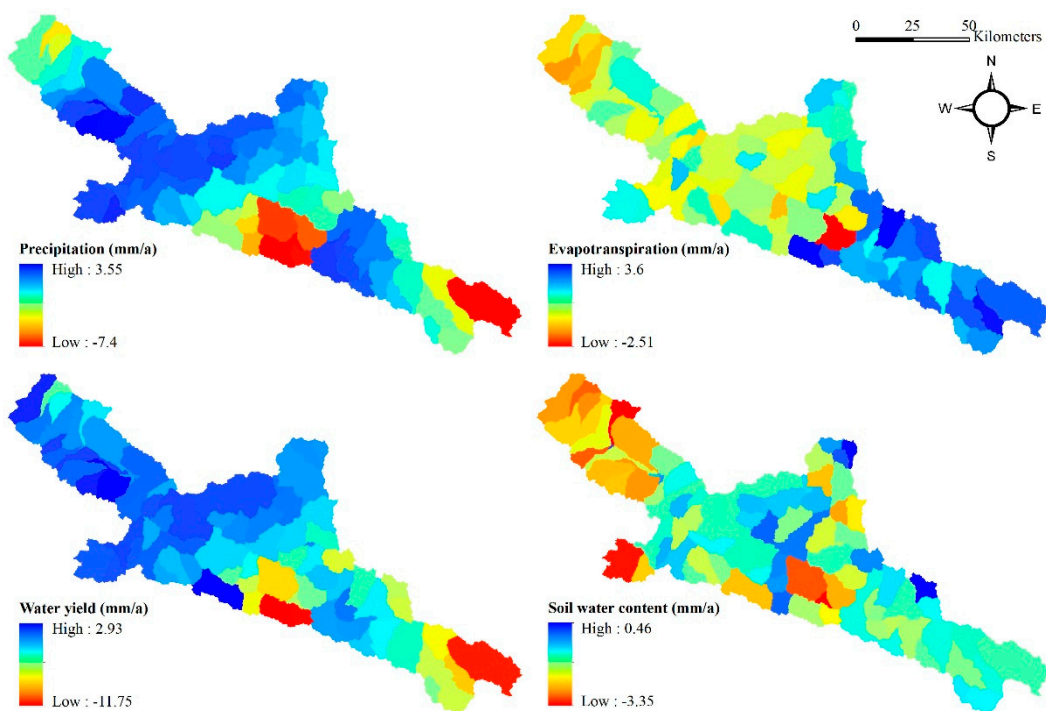 0 25 50
Kilometers
N
W E
S
Precipitation (mm/a)
High : 3.55
Low : -7.4
Evapotranspiration (mm/a)
High : 3.6
Low : -2.51
Water yield (mm/a)
High : 2.93
Low : -11.75
Soil water content (mm/a)
High : 0.46
Low : -3.35